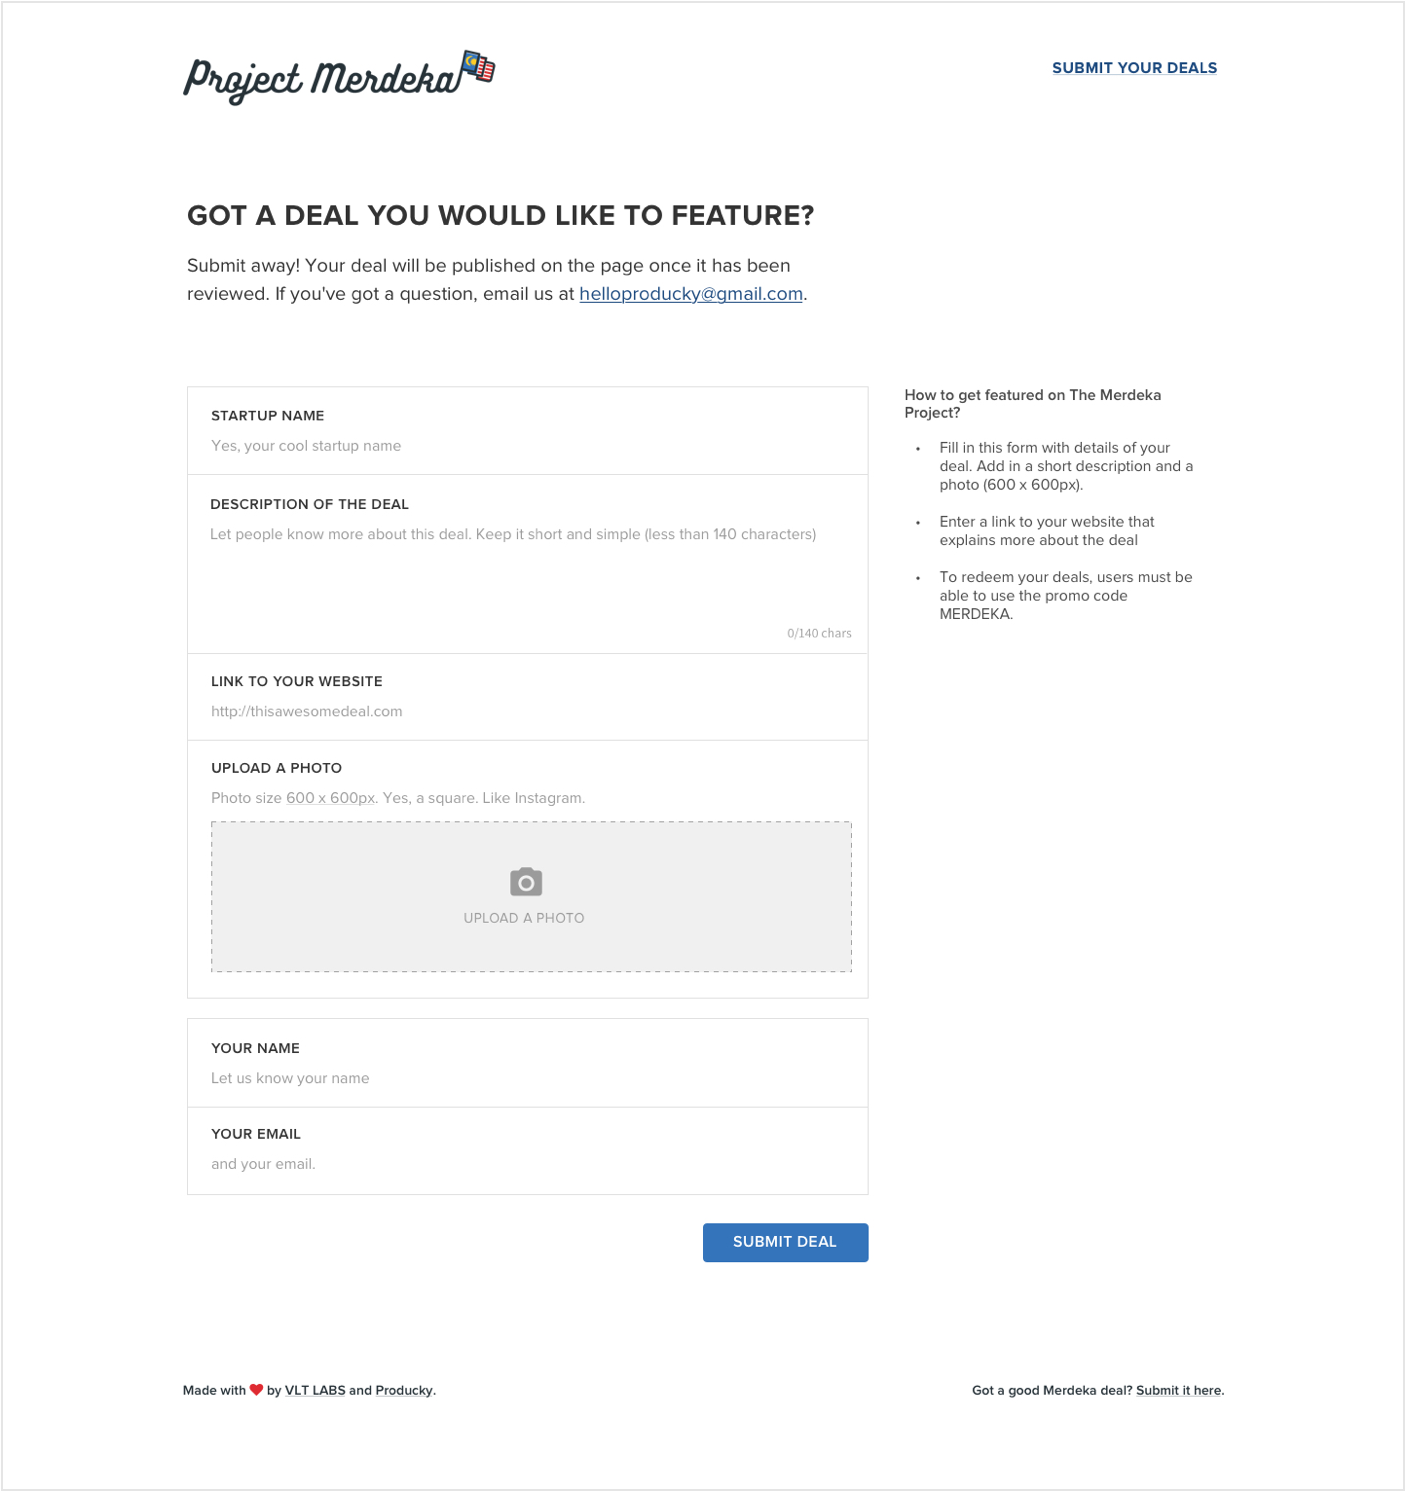 Project Merdeka
SUBMIT YOUR DEALS
GOT A DEAL YOU WOULD LIKE TO FEATURE?
Submit away! Your deal will be published on the page once it has been
reviewed. If you've got a question, email us at helloproducky@gmail.com.
STARTUP NAME
Yes, your cool startup name
DESCRIPTION OF THE DEAL
Let people know more about this deal. Keep it short and simple (less than 140 characters)
0/140 chars
LINK TO YOUR WEBSITE
http://thisawesomedeal.com
UPLOAD A PHOTO
Photo size 600 x 600px. Yes, a square. Like Instagram.
UPLOAD A PHOTO
YOUR NAME
Let us know your name
YOUR EMAIL
and your email.
SUBMIT DEAL
How to get featured on The Merdeka
Project?
• Fill in this form with details of your
deal. Add in a short description and a
photo (600 x 600px).
• Enter a link to your website that
explains more about the deal
• To redeem your deals, users must be
able to use the promo code
MERDEKA.
Made with ❤ by VLT LABS and Producky.
Got a good Merdeka deal? Submit it here.